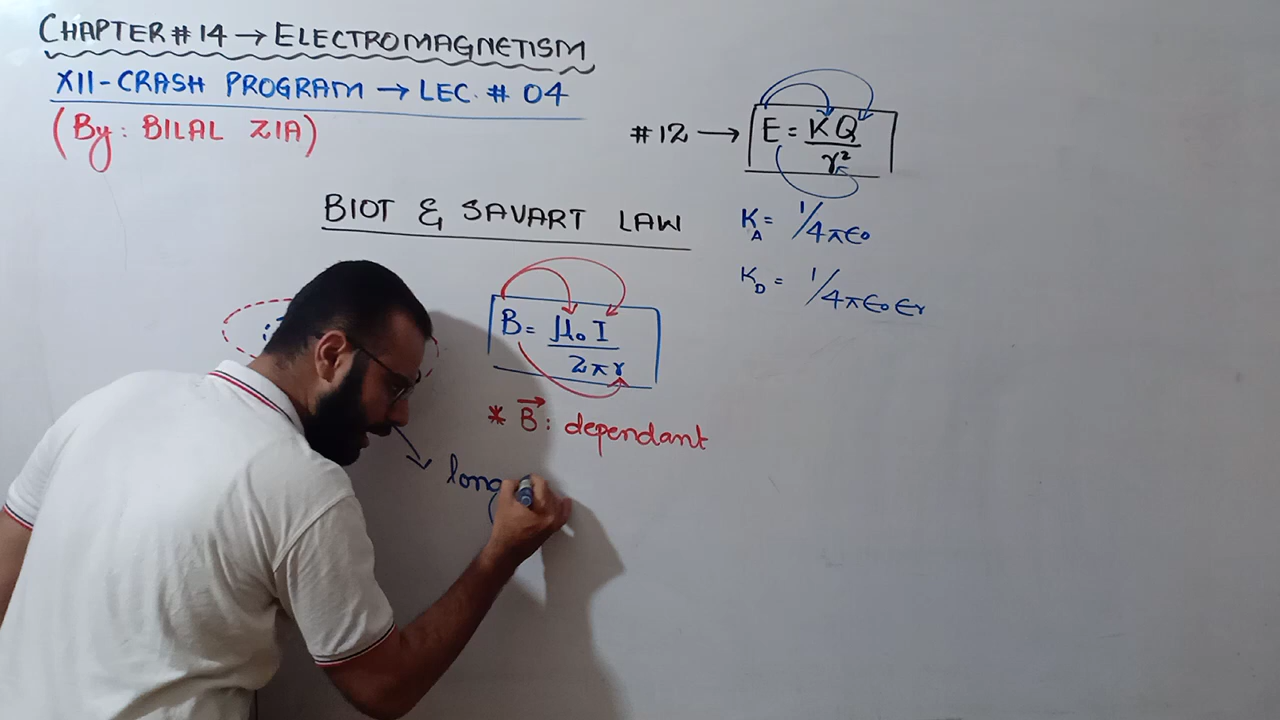 CHAPTER # 14 → ELECTROMAGNETISM
XII-CRASH PROGRAM → LEC. # 04
(By: BILAL ZIA)
#12 → E = KQ/r²
K_A = 1/4πϵ₀
K_D = 1/4πϵ₀ϵr
BIOT & SAVART LAW
B = μ₀I/2πr
* B⃗: dependant
long